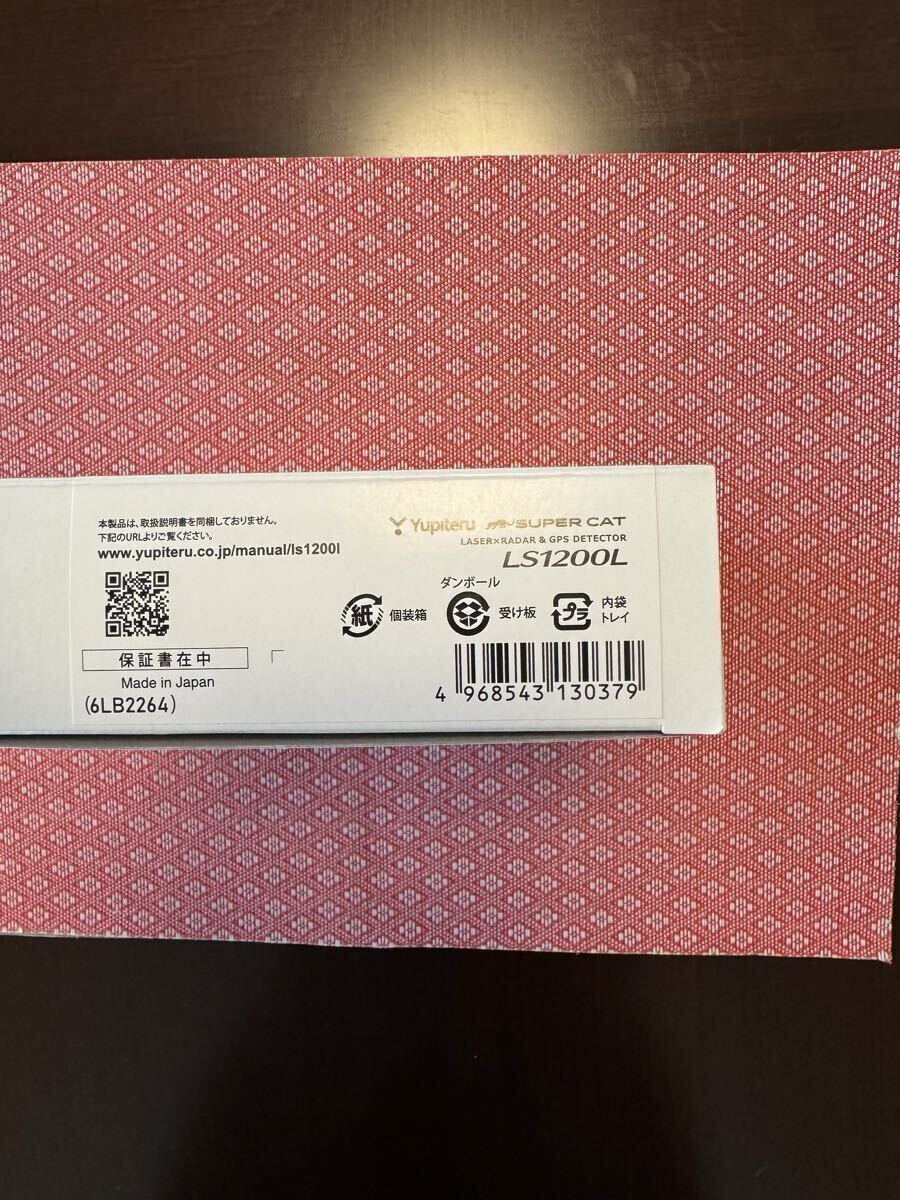 本製品は、取扱説明書を同梱しておりません。
下記のURLよりご覧ください。
www.yupiteru.co.jp/manual/ls1200l
Yupiteru SUPER CAT
LASER×RADAR & GPS DETECTOR
LS1200L
紙 個装箱
ダンボール
受け板
プラ 内袋
トレイ
保証書在中
Made in Japan
(6LB2264)
4 968543 130379